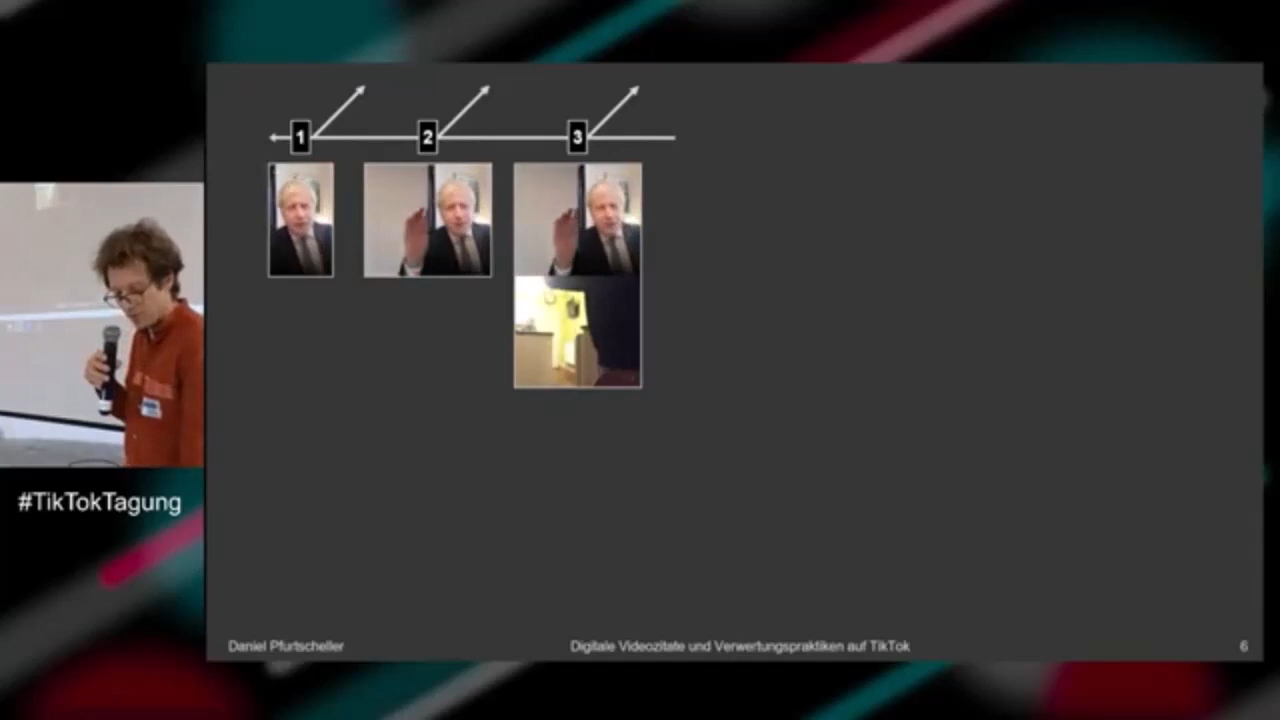 1
2
3
#TikTokTagung
Daniel Pfurtscheller
Digitale Videozitate und Verwertungspraktiken auf TikTok
6